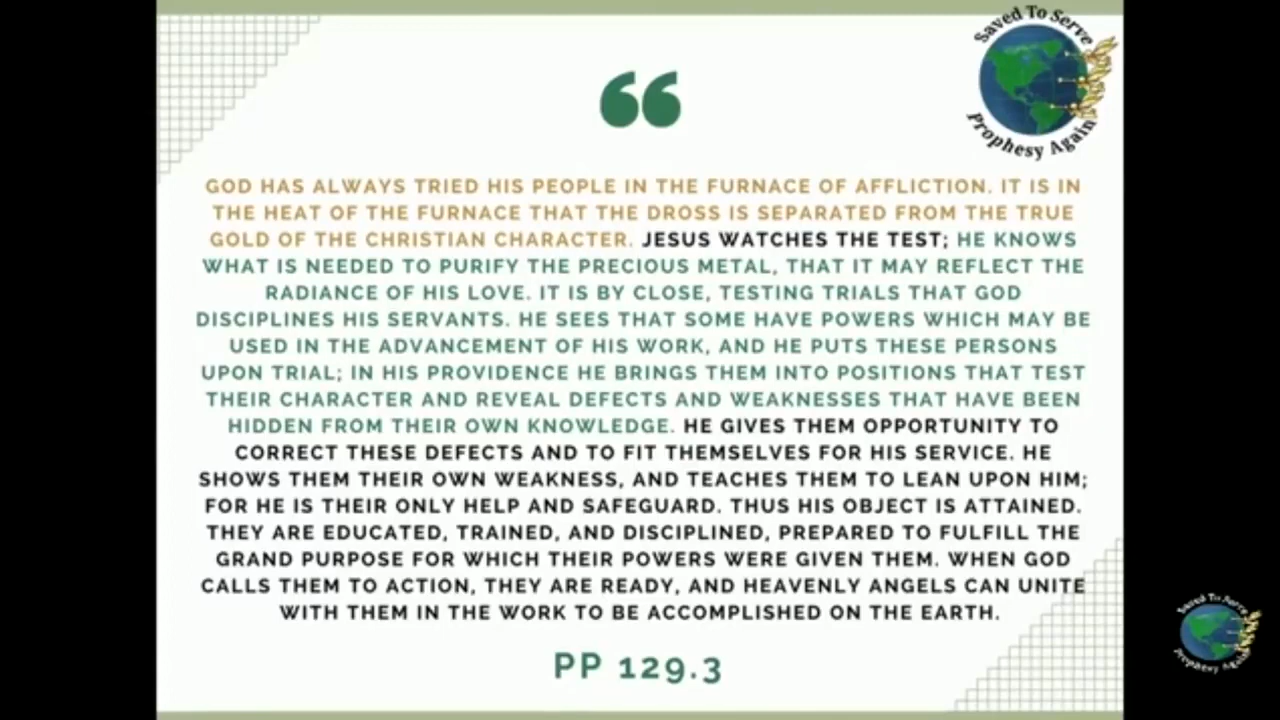 Saved To Serve
Prophesy Again
“
GOD HAS ALWAYS TRIED HIS PEOPLE IN THE FURNACE OF AFFLICTION. IT IS IN
THE HEAT OF THE FURNACE THAT THE DROSS IS SEPARATED FROM THE TRUE
GOLD OF THE CHRISTIAN CHARACTER. JESUS WATCHES THE TEST; HE KNOWS
WHAT IS NEEDED TO PURIFY THE PRECIOUS METAL, THAT IT MAY REFLECT THE
RADIANCE OF HIS LOVE. IT IS BY CLOSE, TESTING TRIALS THAT GOD
DISCIPLINES HIS SERVANTS. HE SEES THAT SOME HAVE POWERS WHICH MAY BE
USED IN THE ADVANCEMENT OF HIS WORK, AND HE PUTS THESE PERSONS
UPON TRIAL; IN HIS PROVIDENCE HE BRINGS THEM INTO POSITIONS THAT TEST
THEIR CHARACTER AND REVEAL DEFECTS AND WEAKNESSES THAT HAVE BEEN
HIDDEN FROM THEIR OWN KNOWLEDGE. HE GIVES THEM OPPORTUNITY TO
CORRECT THESE DEFECTS AND TO FIT THEMSELVES FOR HIS SERVICE. HE
SHOWS THEM THEIR OWN WEAKNESS, AND TEACHES THEM TO LEAN UPON HIM;
FOR HE IS THEIR ONLY HELP AND SAFEGUARD. THUS HIS OBJECT IS ATTAINED.
THEY ARE EDUCATED, TRAINED, AND DISCIPLINED, PREPARED TO FULFILL THE
GRAND PURPOSE FOR WHICH THEIR POWERS WERE GIVEN THEM. WHEN GOD
CALLS THEM TO ACTION, THEY ARE READY, AND HEAVENLY ANGELS CAN UNITE
WITH THEM IN THE WORK TO BE ACCOMPLISHED ON THE EARTH.
PP 129.3
Saved To Serve
Prophesy Again